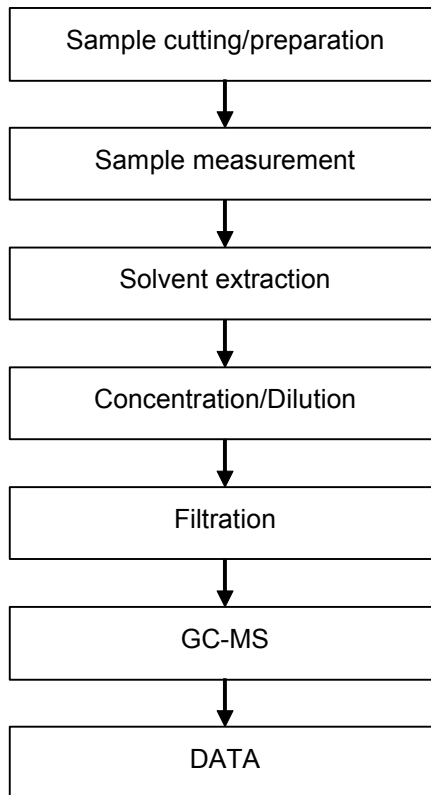 Sample cutting/preparation
Sample measurement
Solvent extraction
Concentration/Dilution
Filtration
GC-MS
DATA